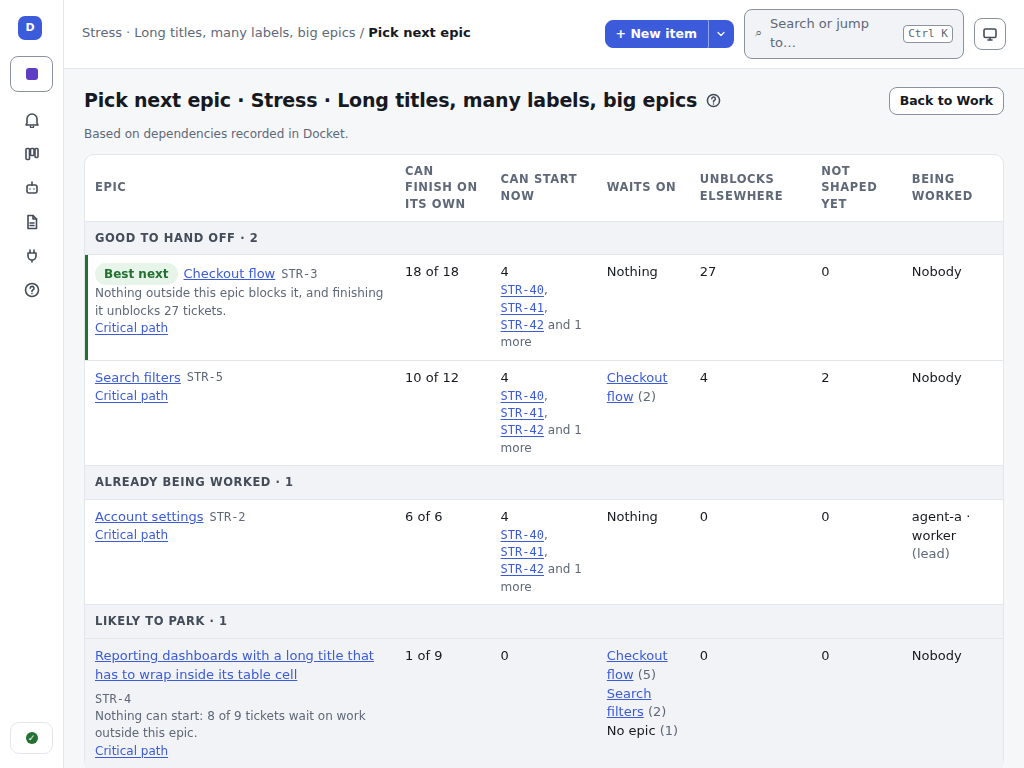 D
Stress · Long titles, many labels, big epics / Pick next epic
+ New item
Search or jump to…
Ctrl K
Pick next epic · Stress · Long titles, many labels, big epics
Back to Work
Based on dependencies recorded in Docket.
EPIC
CAN FINISH ON ITS OWN
CAN START NOW
WAITS ON
UNBLOCKS ELSEWHERE
NOT SHAPED YET
BEING WORKED
GOOD TO HAND OFF · 2
Best next Checkout flow STR-3
Nothing outside this epic blocks it, and finishing
it unblocks 27 tickets.
Critical path
18 of 18
4
STR-40,
STR-41,
STR-42 and 1
more
Nothing
27
0
Nobody
Search filters STR-5
Critical path
10 of 12
4
STR-40,
STR-41,
STR-42 and 1
more
Checkout
flow (2)
4
2
Nobody
ALREADY BEING WORKED · 1
Account settings STR-2
Critical path
6 of 6
4
STR-40,
STR-41,
STR-42 and 1
more
Nothing
0
0
agent-a ·
worker
(lead)
LIKELY TO PARK · 1
Reporting dashboards with a long title that
has to wrap inside its table cell
STR-4
Nothing can start: 8 of 9 tickets wait on work
outside this epic.
Critical path
1 of 9
0
Checkout
flow (5)
Search
filters (2)
No epic (1)
0
0
Nobody